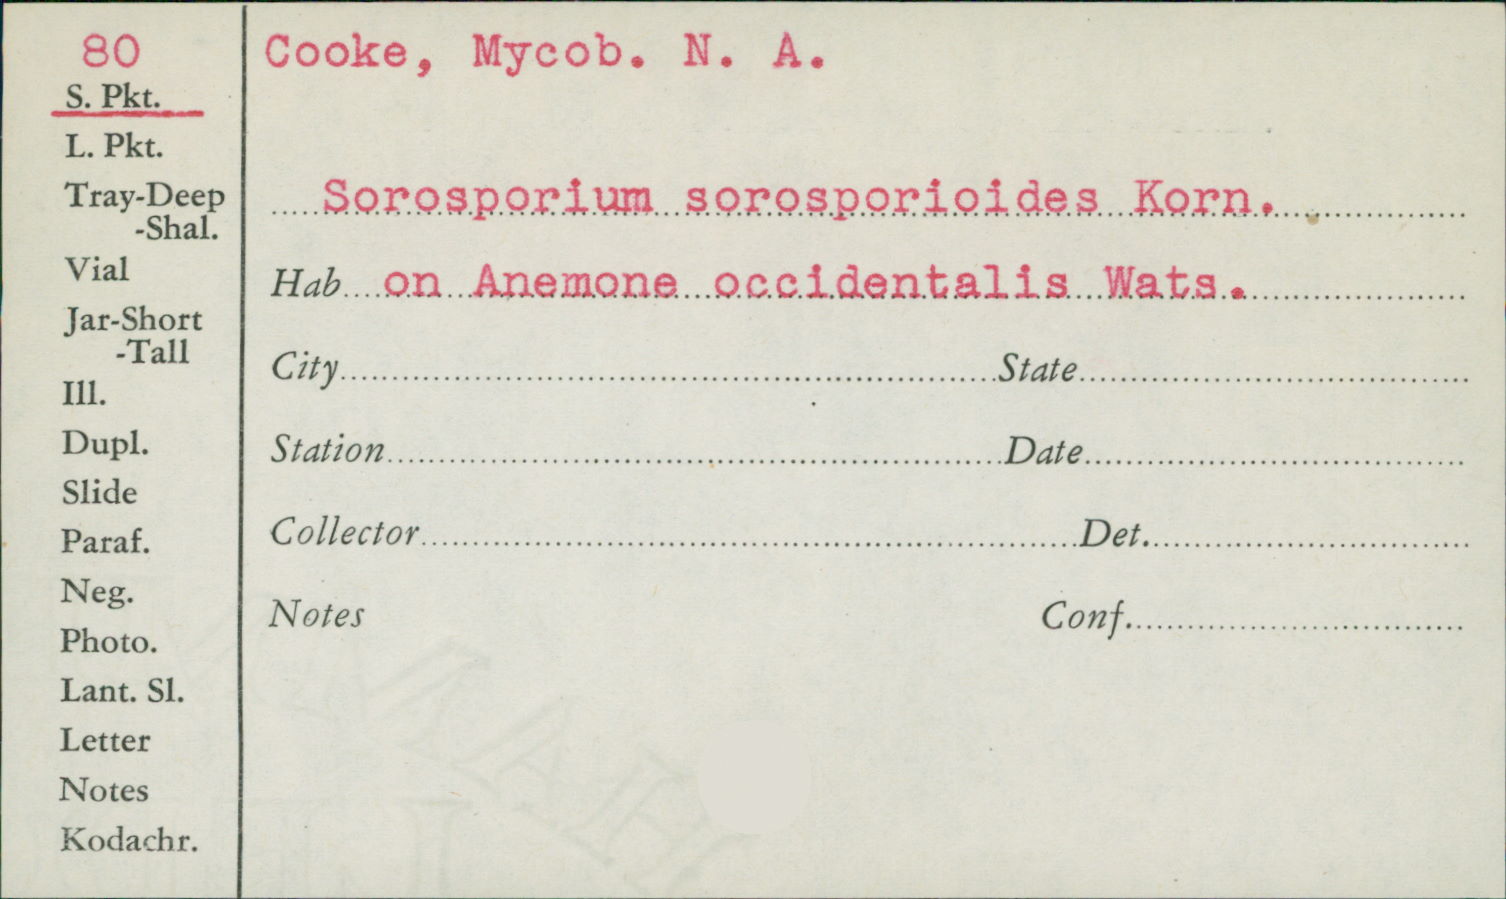 80
S. Pkt.
L. Pkt.
Tray-Deep
-Shal.
Vial
Jar-Short
-Tall
Ill.
Dupl.
Slide
Paraf.
Neg.
Photo.
Lant. Sl.
Letter
Notes
Kodachr.
Cooke, Mycob. N. A.
Sorosporium sorosporioides Korn.
Hab on Anemone occidentalis Wats.
City State
Station Date
Collector Det.
Notes Conf.